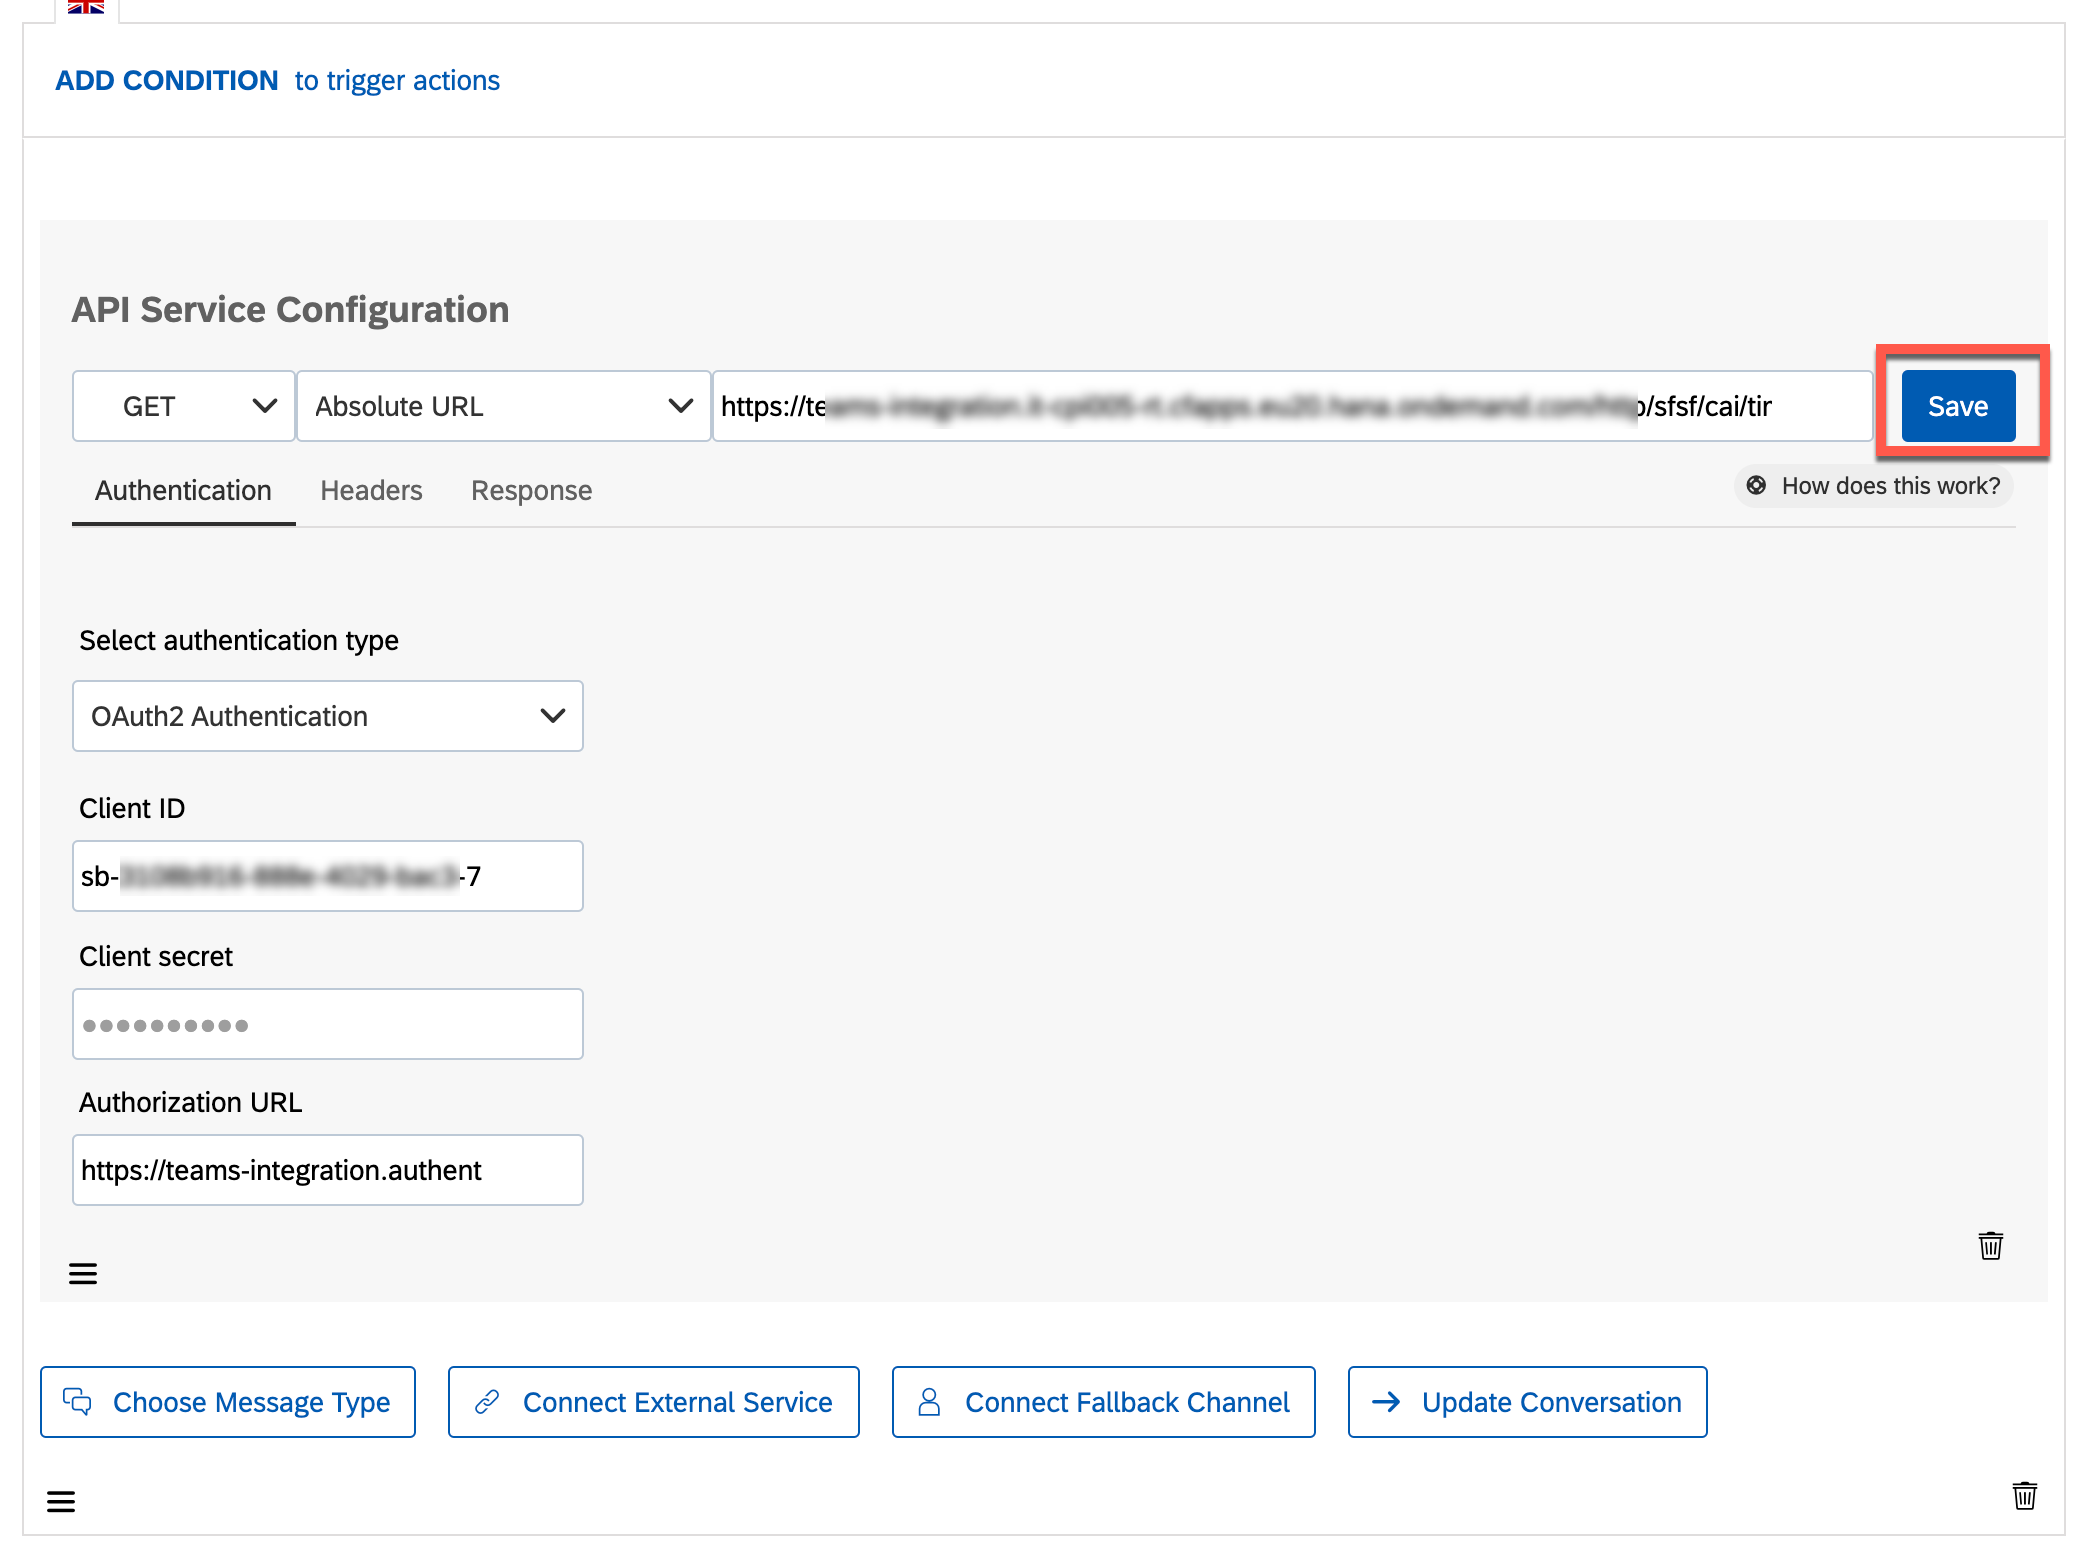 ADD CONDITION to trigger actions
API Service Configuration
GET Absolute URL https://te /sfsf/cai/tir Save
Authentication Headers Response How does this work?
Select authentication type
OAuth2 Authentication
Client ID
sb- -7
Client secret
Authorization URL
https://teams-integration.authent
Choose Message Type Connect External Service Connect Fallback Channel Update Conversation